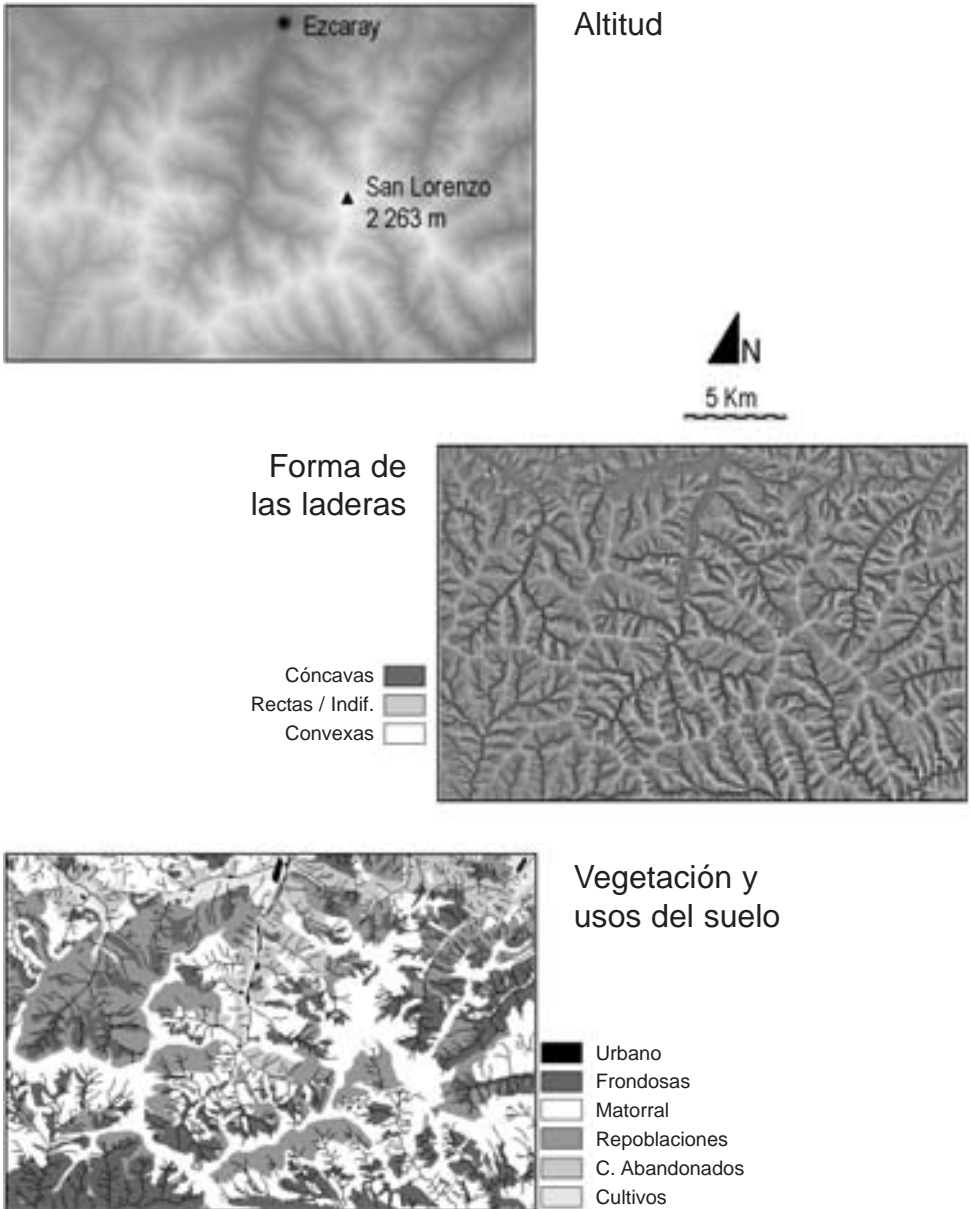 Altitud
Ezcaray
San Lorenzo
2 263 m
N
5 Km
Forma de
las laderas
Cóncavas
Rectas / Indif.
Convexas
Vegetación y
usos del suelo
Urbano
Frondosas
Matorral
Repoblaciones
C. Abandonados
Cultivos